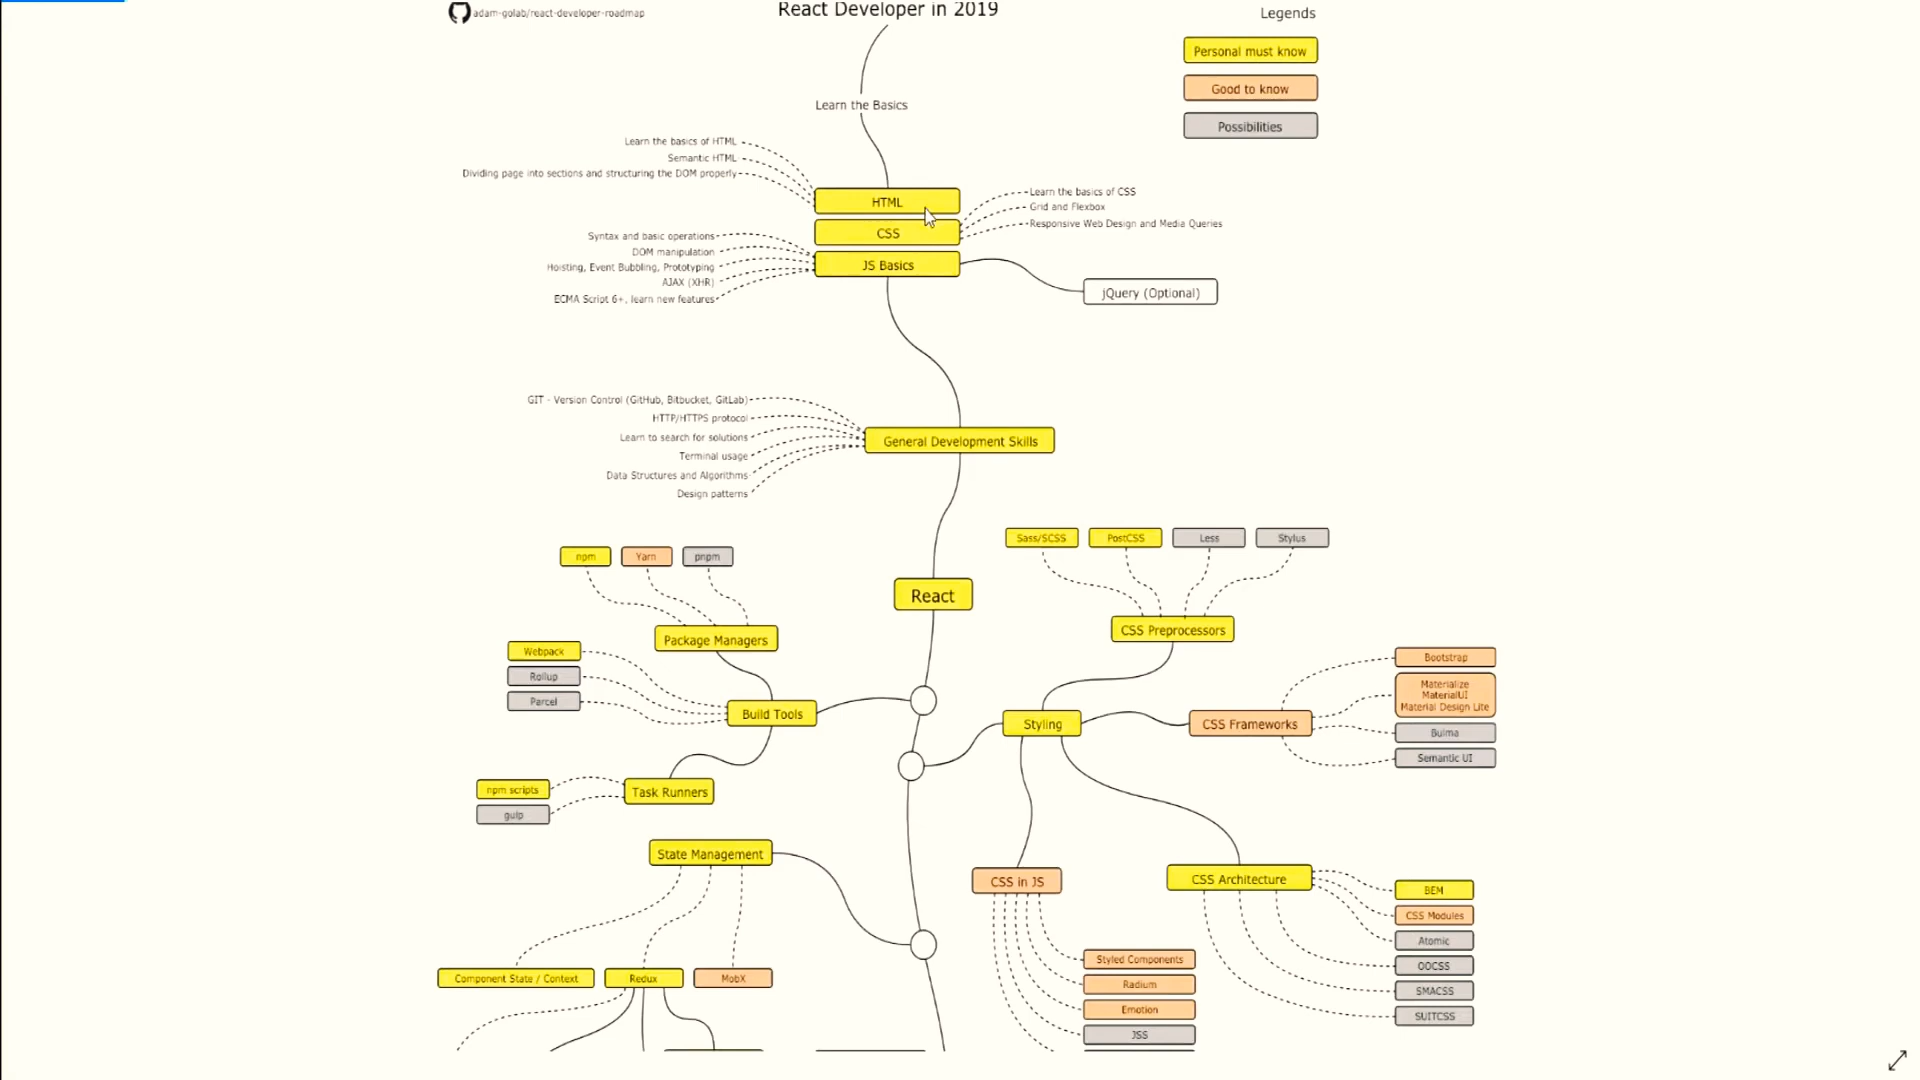 adam-golab/react-developer-roadmap
React Developer in 2019
Legends
Personal must know
Good to know
Possibilities
Learn the Basics
Learn the basics of HTML
Semantic HTML
Dividing page into sections and structuring the DOM properly
HTML
CSS
JS Basics
Learn the basics of CSS
Grid and Flexbox
Responsive Web Design and Media Queries
Syntax and basic operations
DOM manipulation
Hoisting, Event Bubbling, Prototyping
AJAX (XHR)
ECMA Script 6+, learn new features
jQuery (Optional)
GIT - Version Control (GitHub, Bitbucket, GitLab)
HTTP/HTTPS protocol
Learn to search for solutions
Terminal usage
Data Structures and Algorithms
Design patterns
General Development Skills
React
npm
Yarn
pnpm
Package Managers
Webpack
Rollup
Parcel
Build Tools
npm scripts
gulp
Task Runners
Sass/SCSS
PostCSS
Less
Stylus
CSS Preprocessors
Styling
CSS Frameworks
Bootstrap
Materialize
MaterialUI
Material Design Lite
Bulma
Semantic UI
State Management
Component State / Context
Redux
MobX
CSS in JS
Styled Components
Radium
Emotion
JSS
CSS Architecture
BEM
CSS Modules
Atomic
OOCSS
SMACSS
SUITCSS